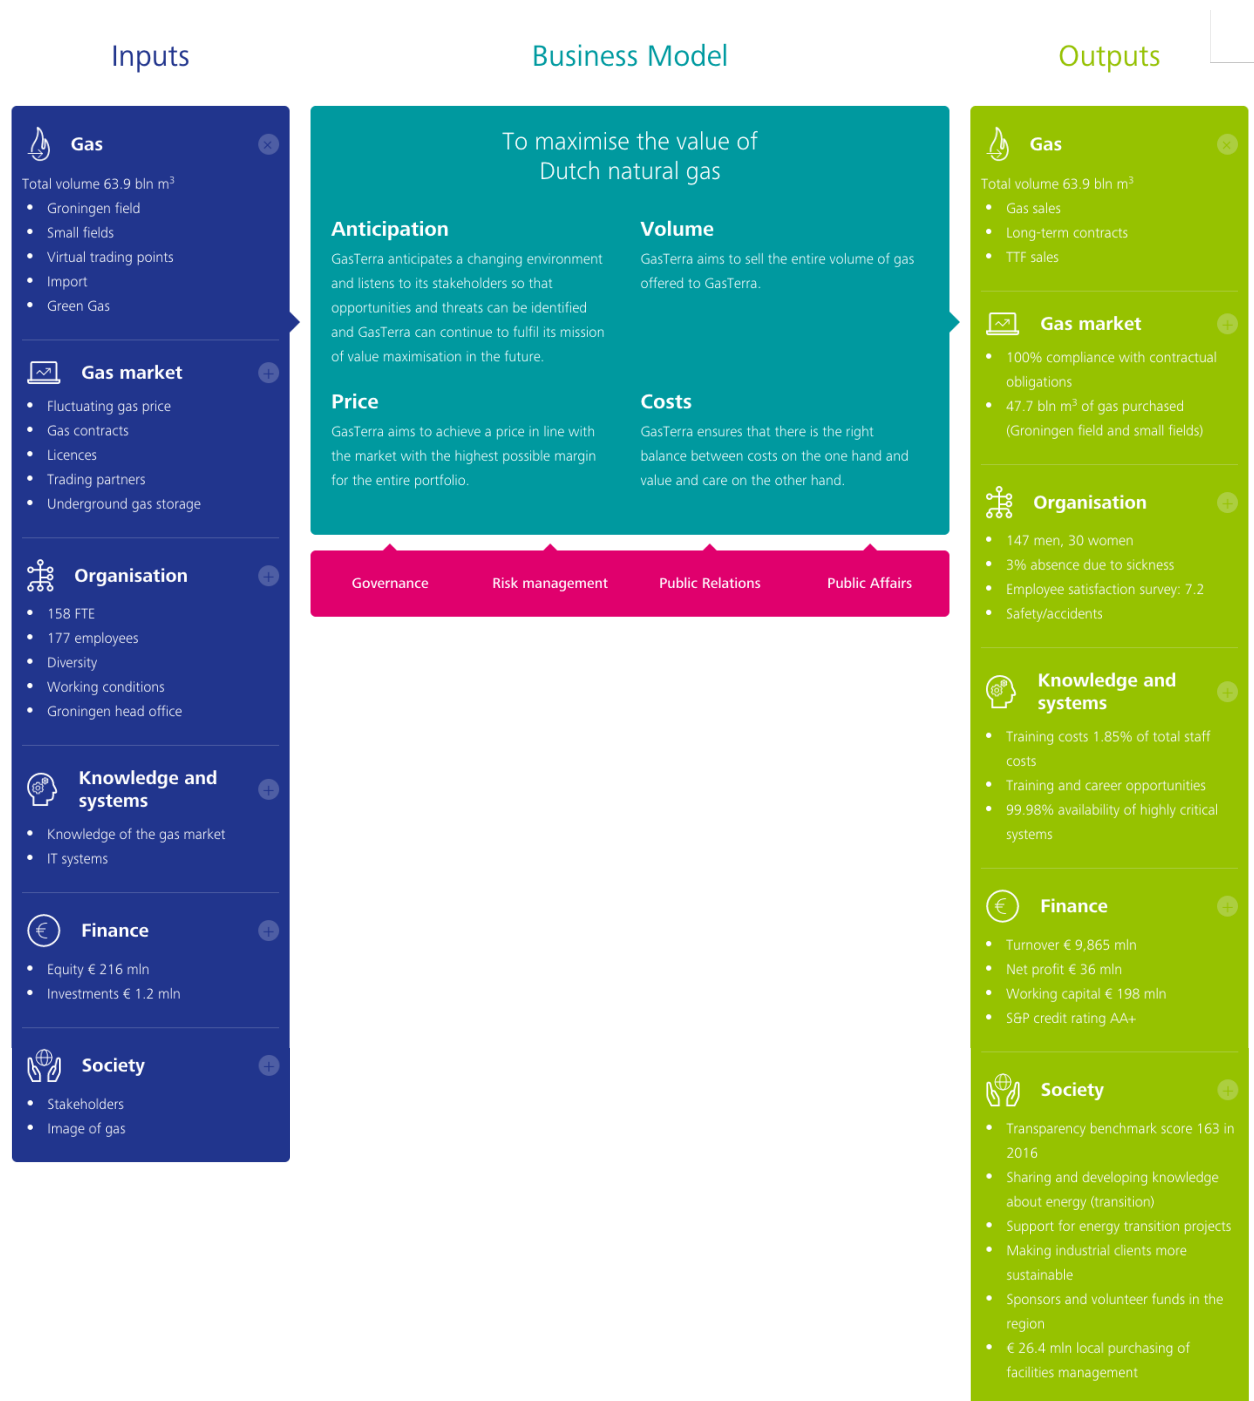 Inputs
Gas
Total volume 63.9 bln m³
• Groningen field
• Small fields
• Virtual trading points
• Import
• Green Gas
Gas market
• Fluctuating gas price
• Gas contracts
• Licences
• Trading partners
• Underground gas storage
Organisation
• 158 FTE
• 177 employees
• Diversity
• Working conditions
• Groningen head office
Knowledge and
systems
• Knowledge of the gas market
• IT systems
Finance
• Equity € 216 mln
• Investments € 1.2 mln
Society
• Stakeholders
• Image of gas
Business Model
To maximise the value of
Dutch natural gas
Anticipation
GasTerra anticipates a changing environment
and listens to its stakeholders so that
opportunities and threats can be identified
and GasTerra can continue to fulfil its mission
of value maximisation in the future.
Volume
GasTerra aims to sell the entire volume of gas
offered to GasTerra.
Price
GasTerra aims to achieve a price in line with
the market with the highest possible margin
for the entire portfolio.
Costs
GasTerra ensures that there is the right
balance between costs on the one hand and
value and care on the other hand.
Governance
Risk management
Public Relations
Public Affairs
Outputs
Gas
Total volume 63.9 bln m³
• Gas sales
• Long-term contracts
• TTF sales
Gas market
• 100% compliance with contractual
obligations
• 47.7 bln m³ of gas purchased
(Groningen field and small fields)
Organisation
• 147 men, 30 women
• 3% absence due to sickness
• Employee satisfaction survey: 7.2
• Safety/accidents
Knowledge and
systems
• Training costs 1.85% of total staff
costs
• Training and career opportunities
• 99.98% availability of highly critical
systems
Finance
• Turnover € 9,865 mln
• Net profit € 36 mln
• Working capital € 198 mln
• S&P credit rating AA+
Society
• Transparency benchmark score 163 in
2016
• Sharing and developing knowledge
about energy (transition)
• Support for energy transition projects
• Making industrial clients more
sustainable
• Sponsors and volunteer funds in the
region
• € 26.4 mln local purchasing of
facilities management